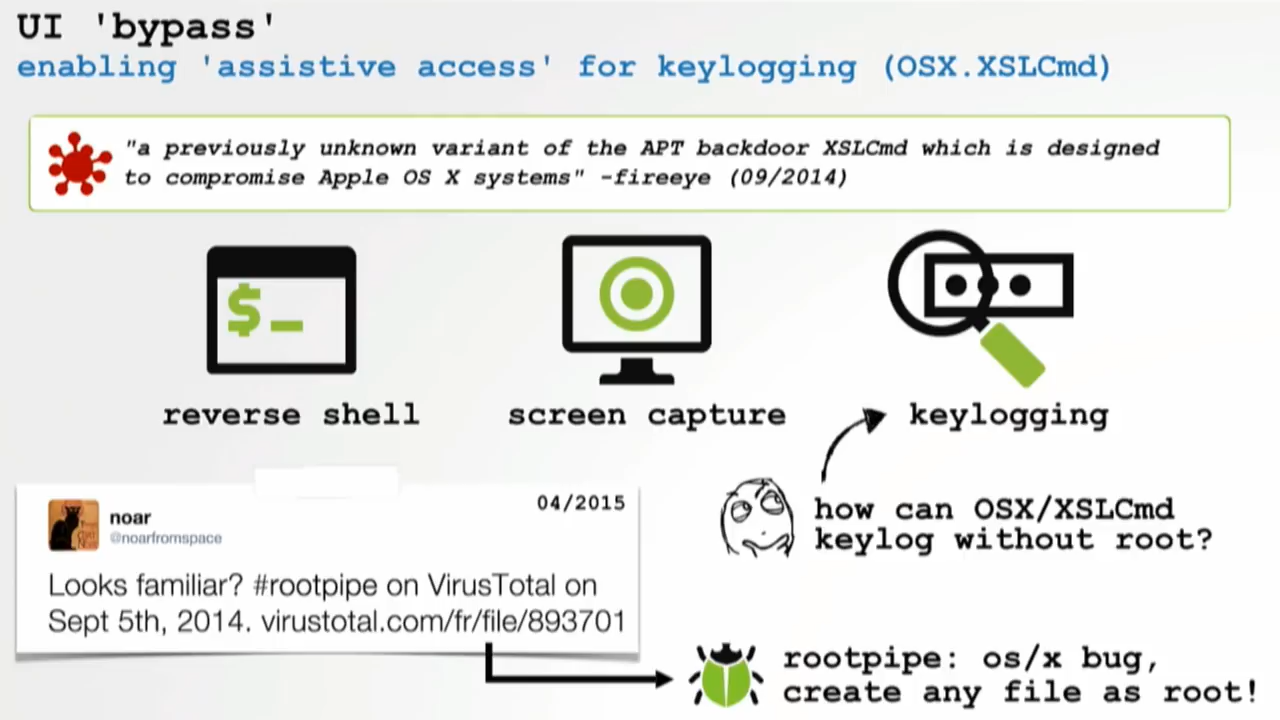 UI 'bypass'
enabling 'assistive access' for keylogging (OSX.XSLCmd)
"a previously unknown variant of the APT backdoor XSLCmd which is designed
to compromise Apple OS X systems" -fireeye (09/2014)
$_
reverse shell
screen capture
keylogging
04/2015
noar
@noarfromspace
Looks familiar? #rootpipe on VirusTotal on
Sept 5th, 2014. virustotal.com/fr/file/893701
how can OSX/XSLCmd
keylog without root?
rootpipe: os/x bug,
create any file as root!